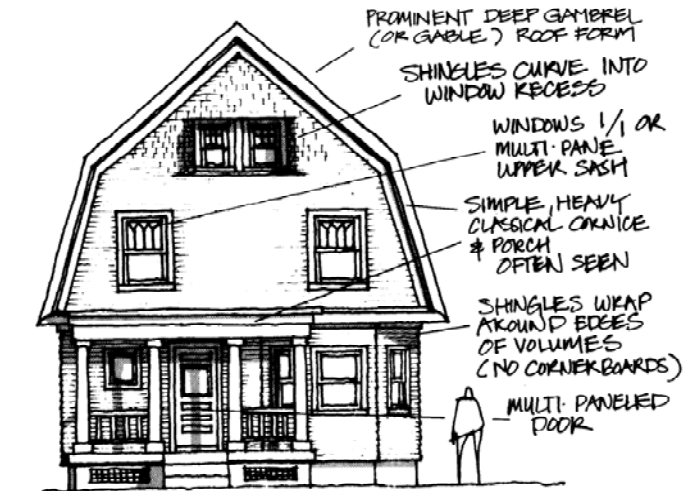 PROMINENT DEEP GAMBREL
(OR GABLE) ROOF FORM
SHINGLES CURVE INTO
WINDOW RECESS
WINDOWS 1/1 OR
MULTI-PANE
UPPER SASH
SIMPLE, HEAVY
CLASSICAL CORNICE
& PORCH
OFTEN SEEN
SHINGLES WRAP
AROUND EDGES
OF VOLUMES
(NO CORNERBOARDS)
MULTI-PANELED
DOOR